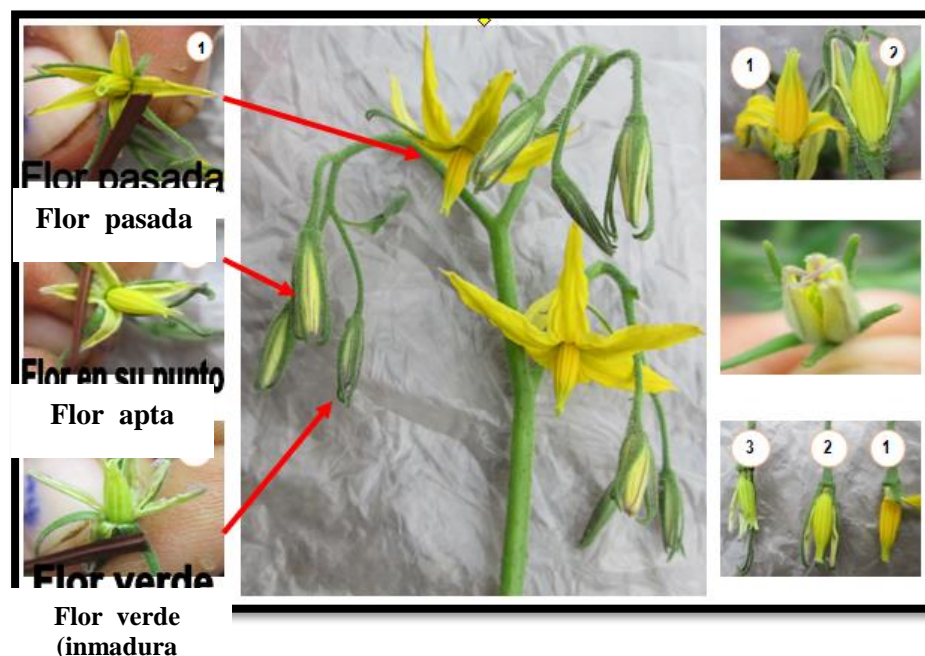 1
Flor pasada
Flor pasada
Flor en su punto
Flor apta
Flor verde
Flor verde
(inmadura
1
2
3
2
1